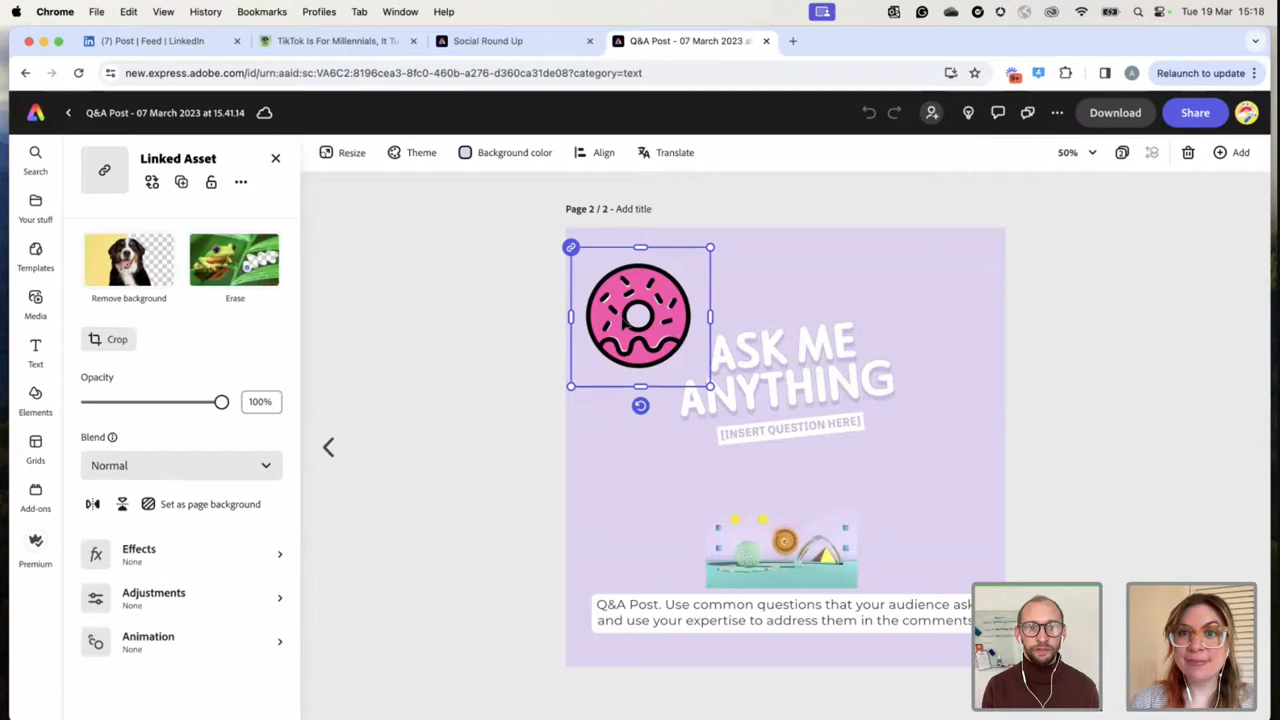 Chrome File Edit View History Bookmarks Profiles Tab Window Help Tue 19 Mar 15:18
(7) Post | Feed | LinkedIn
TikTok Is For Millennials, It Tu
Social Round Up
Q&A Post - 07 March 2023 at
new.express.adobe.com/id/urn:aaid:sc:VA6C2:8196cea3-8fc0-460b-a276-d360ca31de08?category=text
9+
A
Relaunch to update
Q&A Post - 07 March 2023 at 15.41.14
Download
Share
Search
Your stuff
Templates
Media
Text
Elements
Grids
Add-ons
Premium
Linked Asset
Remove background
Erase
Crop
Opacity
100%
Blend
Normal
Set as page background
fx
Effects
None
Adjustments
None
Animation
None
Resize
Theme
Background color
Align
Translate
50%
2
Add
Page 2 / 2 - Add title
ASK ME
ANYTHING
[INSERT QUESTION HERE]
Q&A Post. Use common questions that your audience ask
and use your expertise to address them in the comments